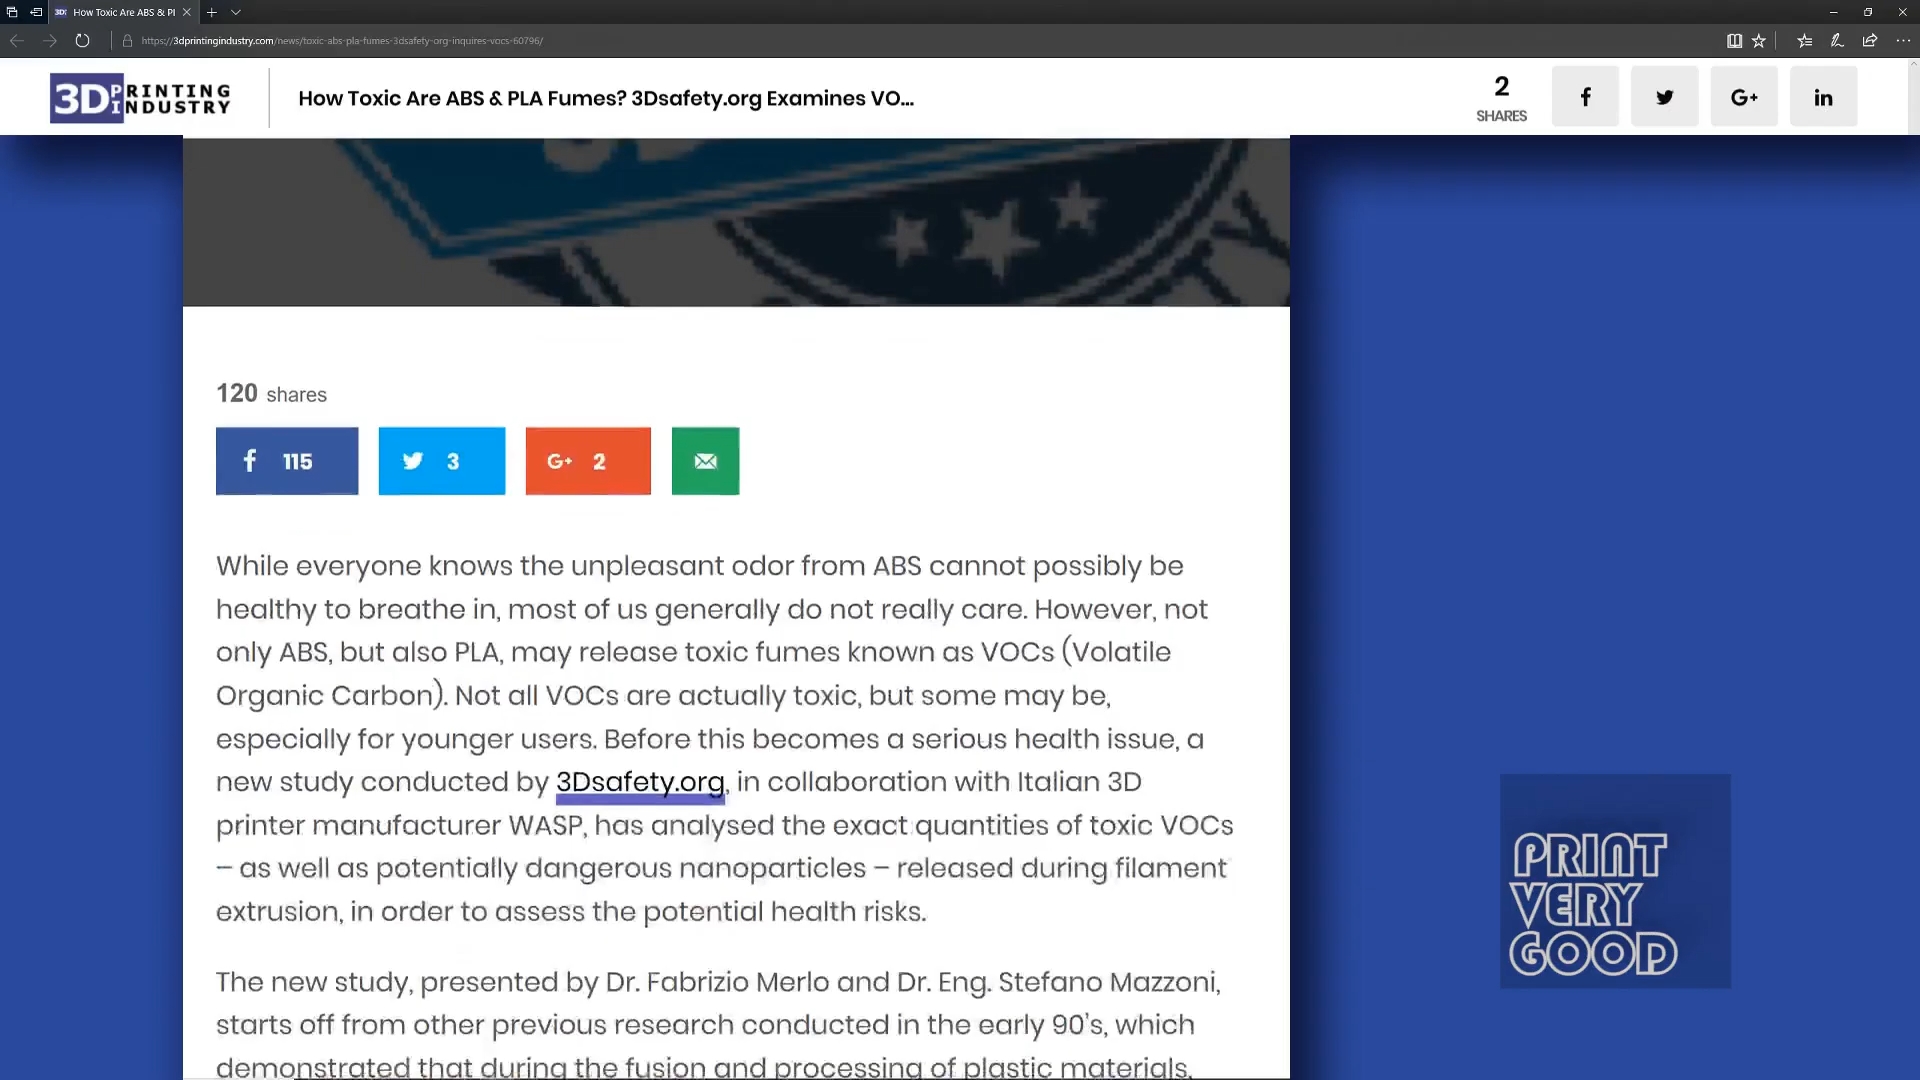 How Toxic Are ABS & Pl
https://3dprintingindustry.com/news/toxic-abs-pla-fumes-3dsafety-org-inquires-vocs-60796/
3DPRINTING
INDUSTRY
How Toxic Are ABS & PLA Fumes? 3Dsafety.org Examines VO...
2
SHARES
f
G+
in
120 shares
f 115
3
G+ 2
While everyone knows the unpleasant odor from ABS cannot possibly be
healthy to breathe in, most of us generally do not really care. However, not
only ABS, but also PLA, may release toxic fumes known as VOCs (Volatile
Organic Carbon). Not all VOCs are actually toxic, but some may be,
especially for younger users. Before this becomes a serious health issue, a
new study conducted by 3Dsafety.org, in collaboration with Italian 3D
printer manufacturer WASP, has analysed the exact quantities of toxic VOCs
– as well as potentially dangerous nanoparticles – released during filament
extrusion, in order to assess the potential health risks.
The new study, presented by Dr. Fabrizio Merlo and Dr. Eng. Stefano Mazzoni,
starts off from other previous research conducted in the early 90's, which
demonstrated that during the fusion and processing of plastic materials,
PRINT
VERY
GOOD